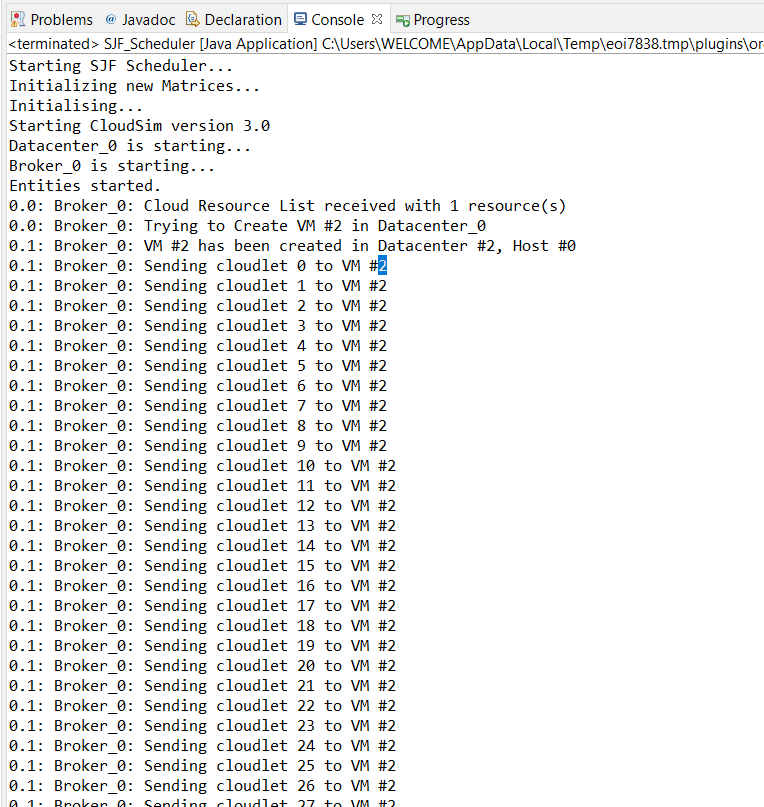 Problems @ Javadoc Declaration Console Progress
<terminated> SJF_Scheduler [Java Application] C:\Users\WELCOME\AppData\Local\Temp\eoi7838.tmp\plugins\or
Starting SJF Scheduler...
Initializing new Matrices...
Initialising...
Starting CloudSim version 3.0
Datacenter_0 is starting...
Broker_0 is starting...
Entities started.
0.0: Broker_0: Cloud Resource List received with 1 resource(s)
0.0: Broker_0: Trying to Create VM #2 in Datacenter_0
0.1: Broker_0: VM #2 has been created in Datacenter #2, Host #0
0.1: Broker_0: Sending cloudlet 0 to VM #2
0.1: Broker_0: Sending cloudlet 1 to VM #2
0.1: Broker_0: Sending cloudlet 2 to VM #2
0.1: Broker_0: Sending cloudlet 3 to VM #2
0.1: Broker_0: Sending cloudlet 4 to VM #2
0.1: Broker_0: Sending cloudlet 5 to VM #2
0.1: Broker_0: Sending cloudlet 6 to VM #2
0.1: Broker_0: Sending cloudlet 7 to VM #2
0.1: Broker_0: Sending cloudlet 8 to VM #2
0.1: Broker_0: Sending cloudlet 9 to VM #2
0.1: Broker_0: Sending cloudlet 10 to VM #2
0.1: Broker_0: Sending cloudlet 11 to VM #2
0.1: Broker_0: Sending cloudlet 12 to VM #2
0.1: Broker_0: Sending cloudlet 13 to VM #2
0.1: Broker_0: Sending cloudlet 14 to VM #2
0.1: Broker_0: Sending cloudlet 15 to VM #2
0.1: Broker_0: Sending cloudlet 16 to VM #2
0.1: Broker_0: Sending cloudlet 17 to VM #2
0.1: Broker_0: Sending cloudlet 18 to VM #2
0.1: Broker_0: Sending cloudlet 19 to VM #2
0.1: Broker_0: Sending cloudlet 20 to VM #2
0.1: Broker_0: Sending cloudlet 21 to VM #2
0.1: Broker_0: Sending cloudlet 22 to VM #2
0.1: Broker_0: Sending cloudlet 23 to VM #2
0.1: Broker_0: Sending cloudlet 24 to VM #2
0.1: Broker_0: Sending cloudlet 25 to VM #2
0.1: Broker_0: Sending cloudlet 26 to VM #2
0.1: Broker_0: Sending cloudlet 27 to VM #2